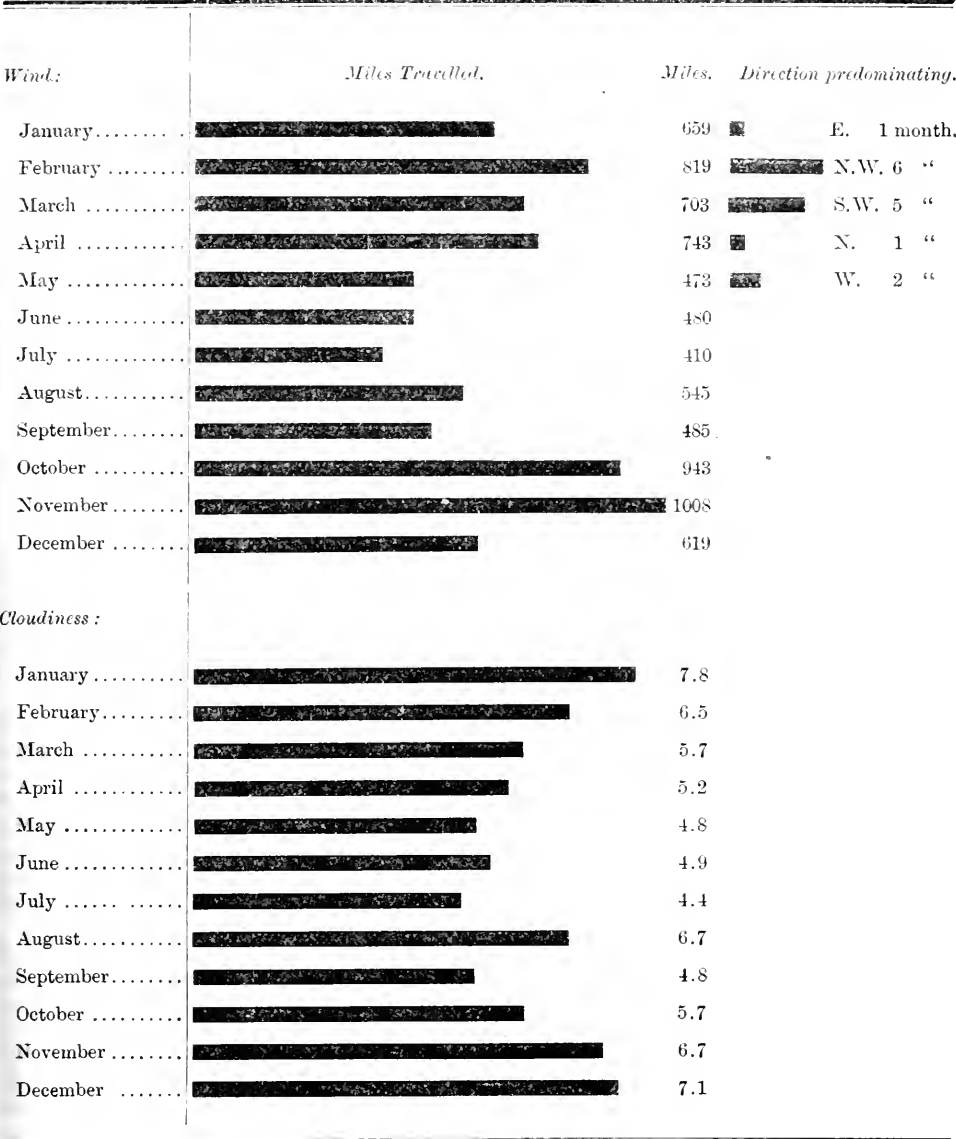 Wind: Miles Travelled. Miles. Direction predominating.
January......... 659 E. 1 month.
February ......... 819 N.W. 6 “
March ........... 703 S.W. 5 “
April ............ 743 N. 1 “
May ............. 473 W. 2 “
June ............. 480
July ............. 410
August........... 545
September........ 485
October .......... 943
November ........ 1008
December ........ 619
Cloudiness :
January .......... 7.8
February......... 6.5
March ........... 5.7
April ............ 5.2
May ............. 4.8
June ............. 4.9
July ...... ...... 4.4
August........... 6.7
September........ 4.8
October .......... 5.7
November ........ 6.7
December ....... 7.1